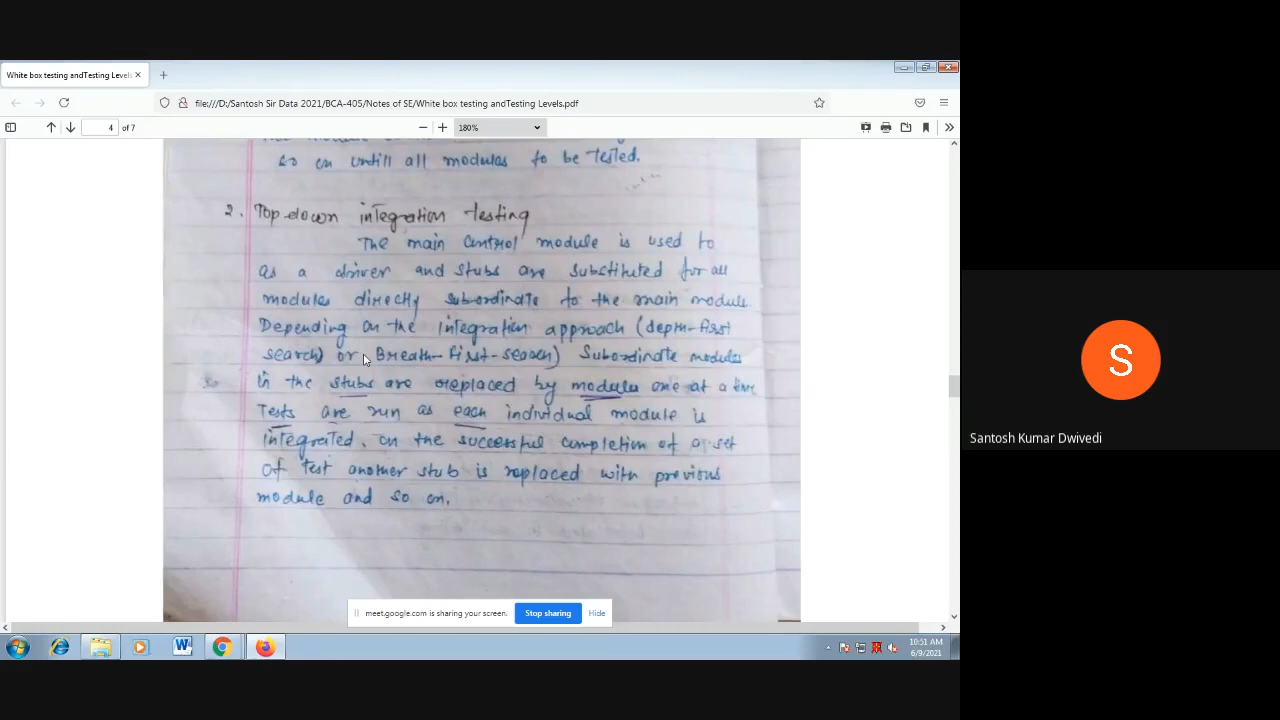 White box testing andTesting Levels
file:///D:/Santosh Sir Data 2021/BCA-405/Notes of SE/White box testing andTesting Levels.pdf
4 of 7
180%
so on untill all modules to be tested.
2. Top down integration testing
The main control module is used to
as a driver and stubs are substituted for all
modules directly subordinate to the main module.
Depending on the integration approach (depth-first
search) or Breath-first-search) Subordinate modules
in the stubs are replaced by modules one at a time
Tests are run as each individual module is
integrated. on the successful completion of a set
of test another stub is replaced with previous
module and so on.
meet.google.com is sharing your screen. Stop sharing Hide
10:51 AM
6/9/2021
S
Santosh Kumar Dwivedi